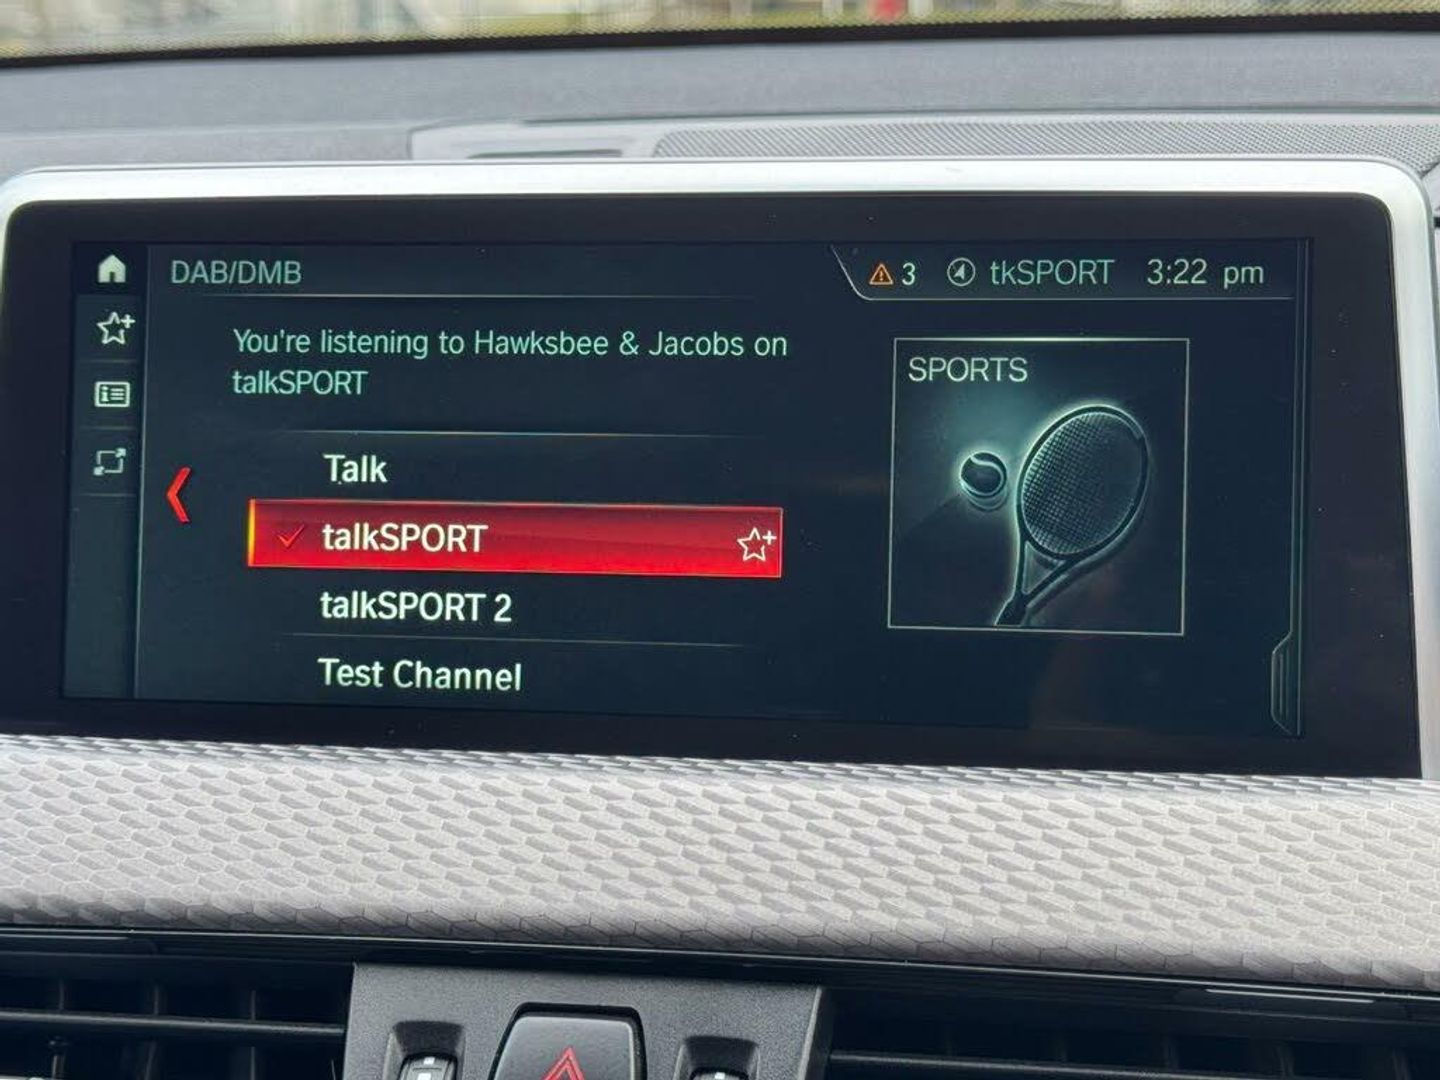 DAB/DMB
3 tkSPORT 3:22 pm
You're listening to Hawksbee & Jacobs on
talkSPORT
SPORTS
Talk
talkSPORT
talkSPORT 2
Test Channel